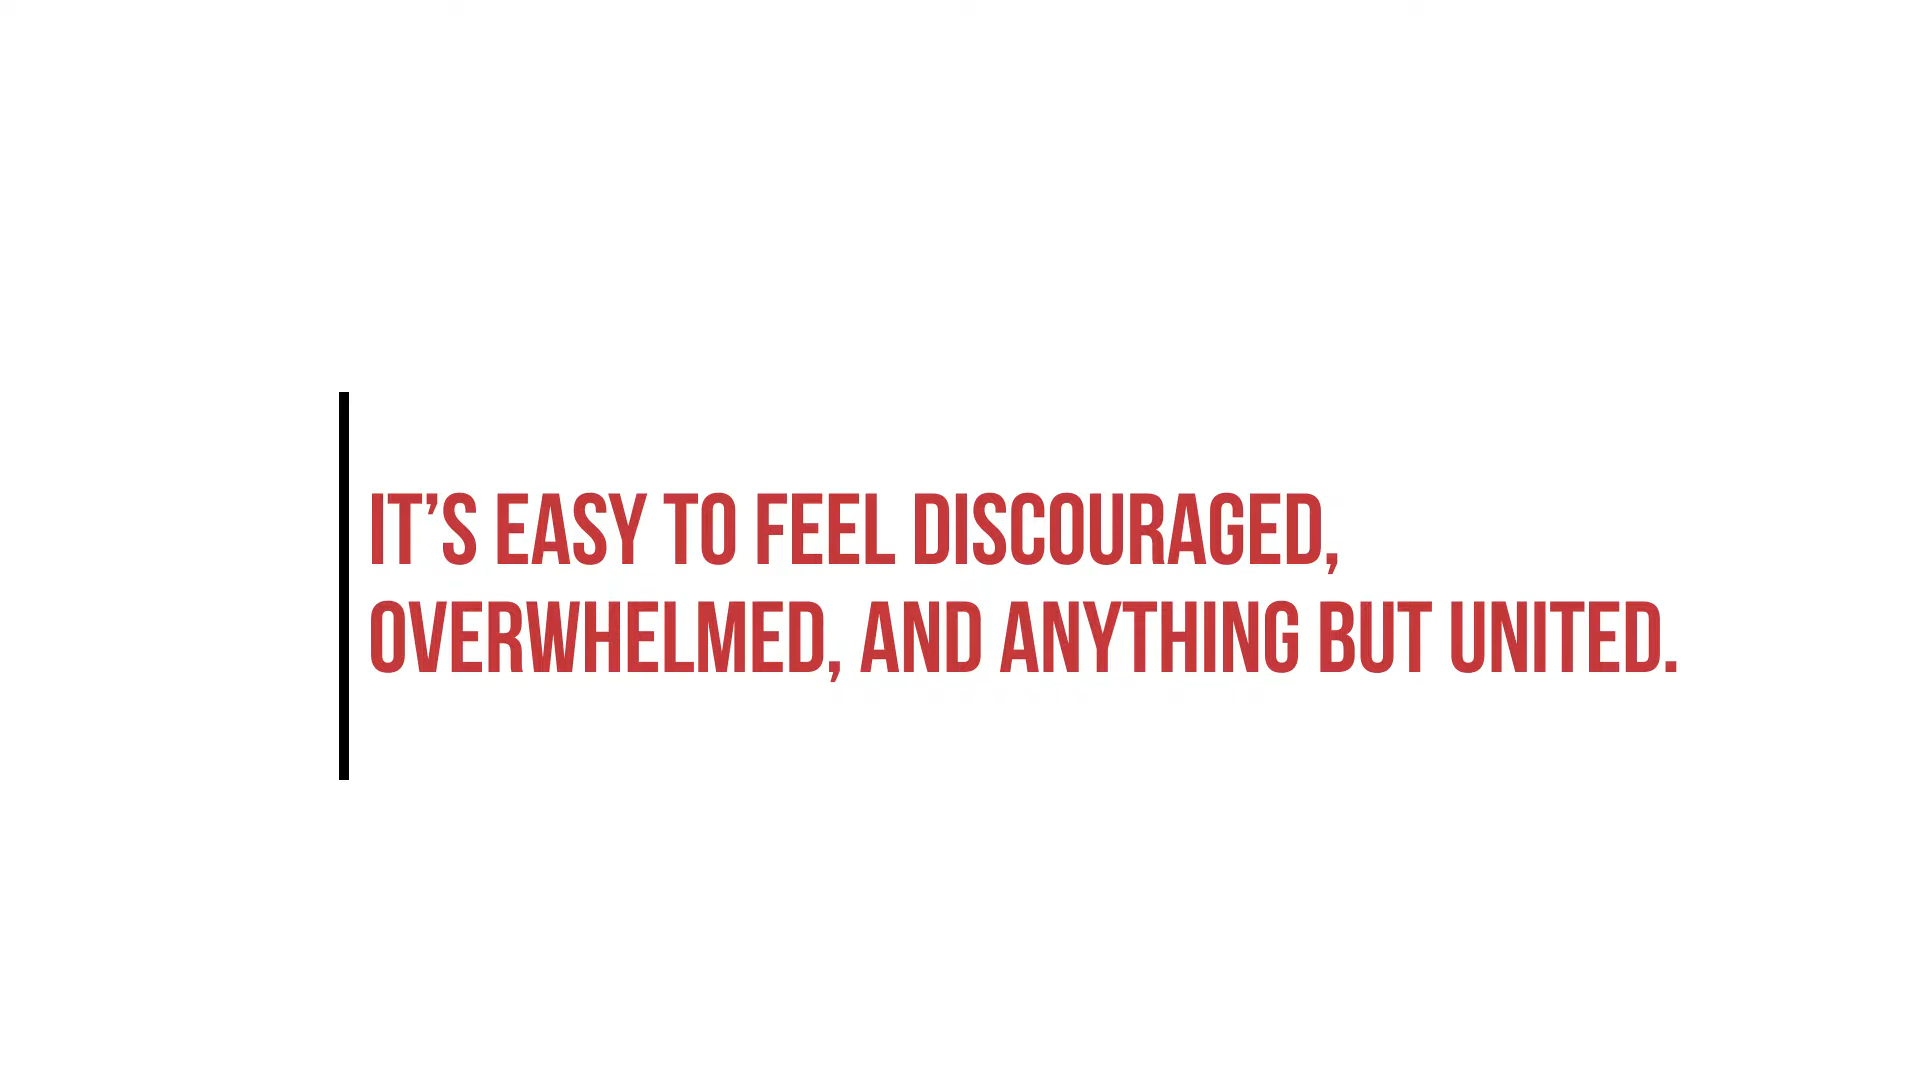 IT’S EASY TO FEEL DISCOURAGED,
OVERWHELMED, AND ANYTHING BUT UNITED.